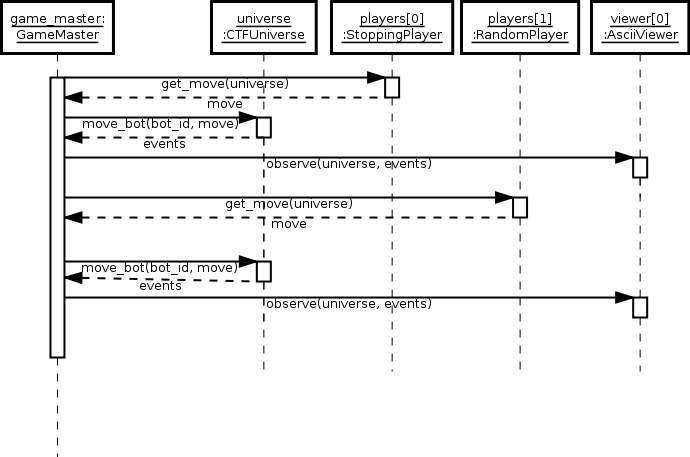 game_master:
GameMaster
universe
:CTFUniverse
players[0]
:StoppingPlayer
players[1]
:RandomPlayer
viewer[0]
:AsciiViewer
get_move(universe)
move
move_bot(bot_id, move)
events
observe(universe, events)
get_move(universe)
move
move_bot(bot_id, move)
events
observe(universe, events)